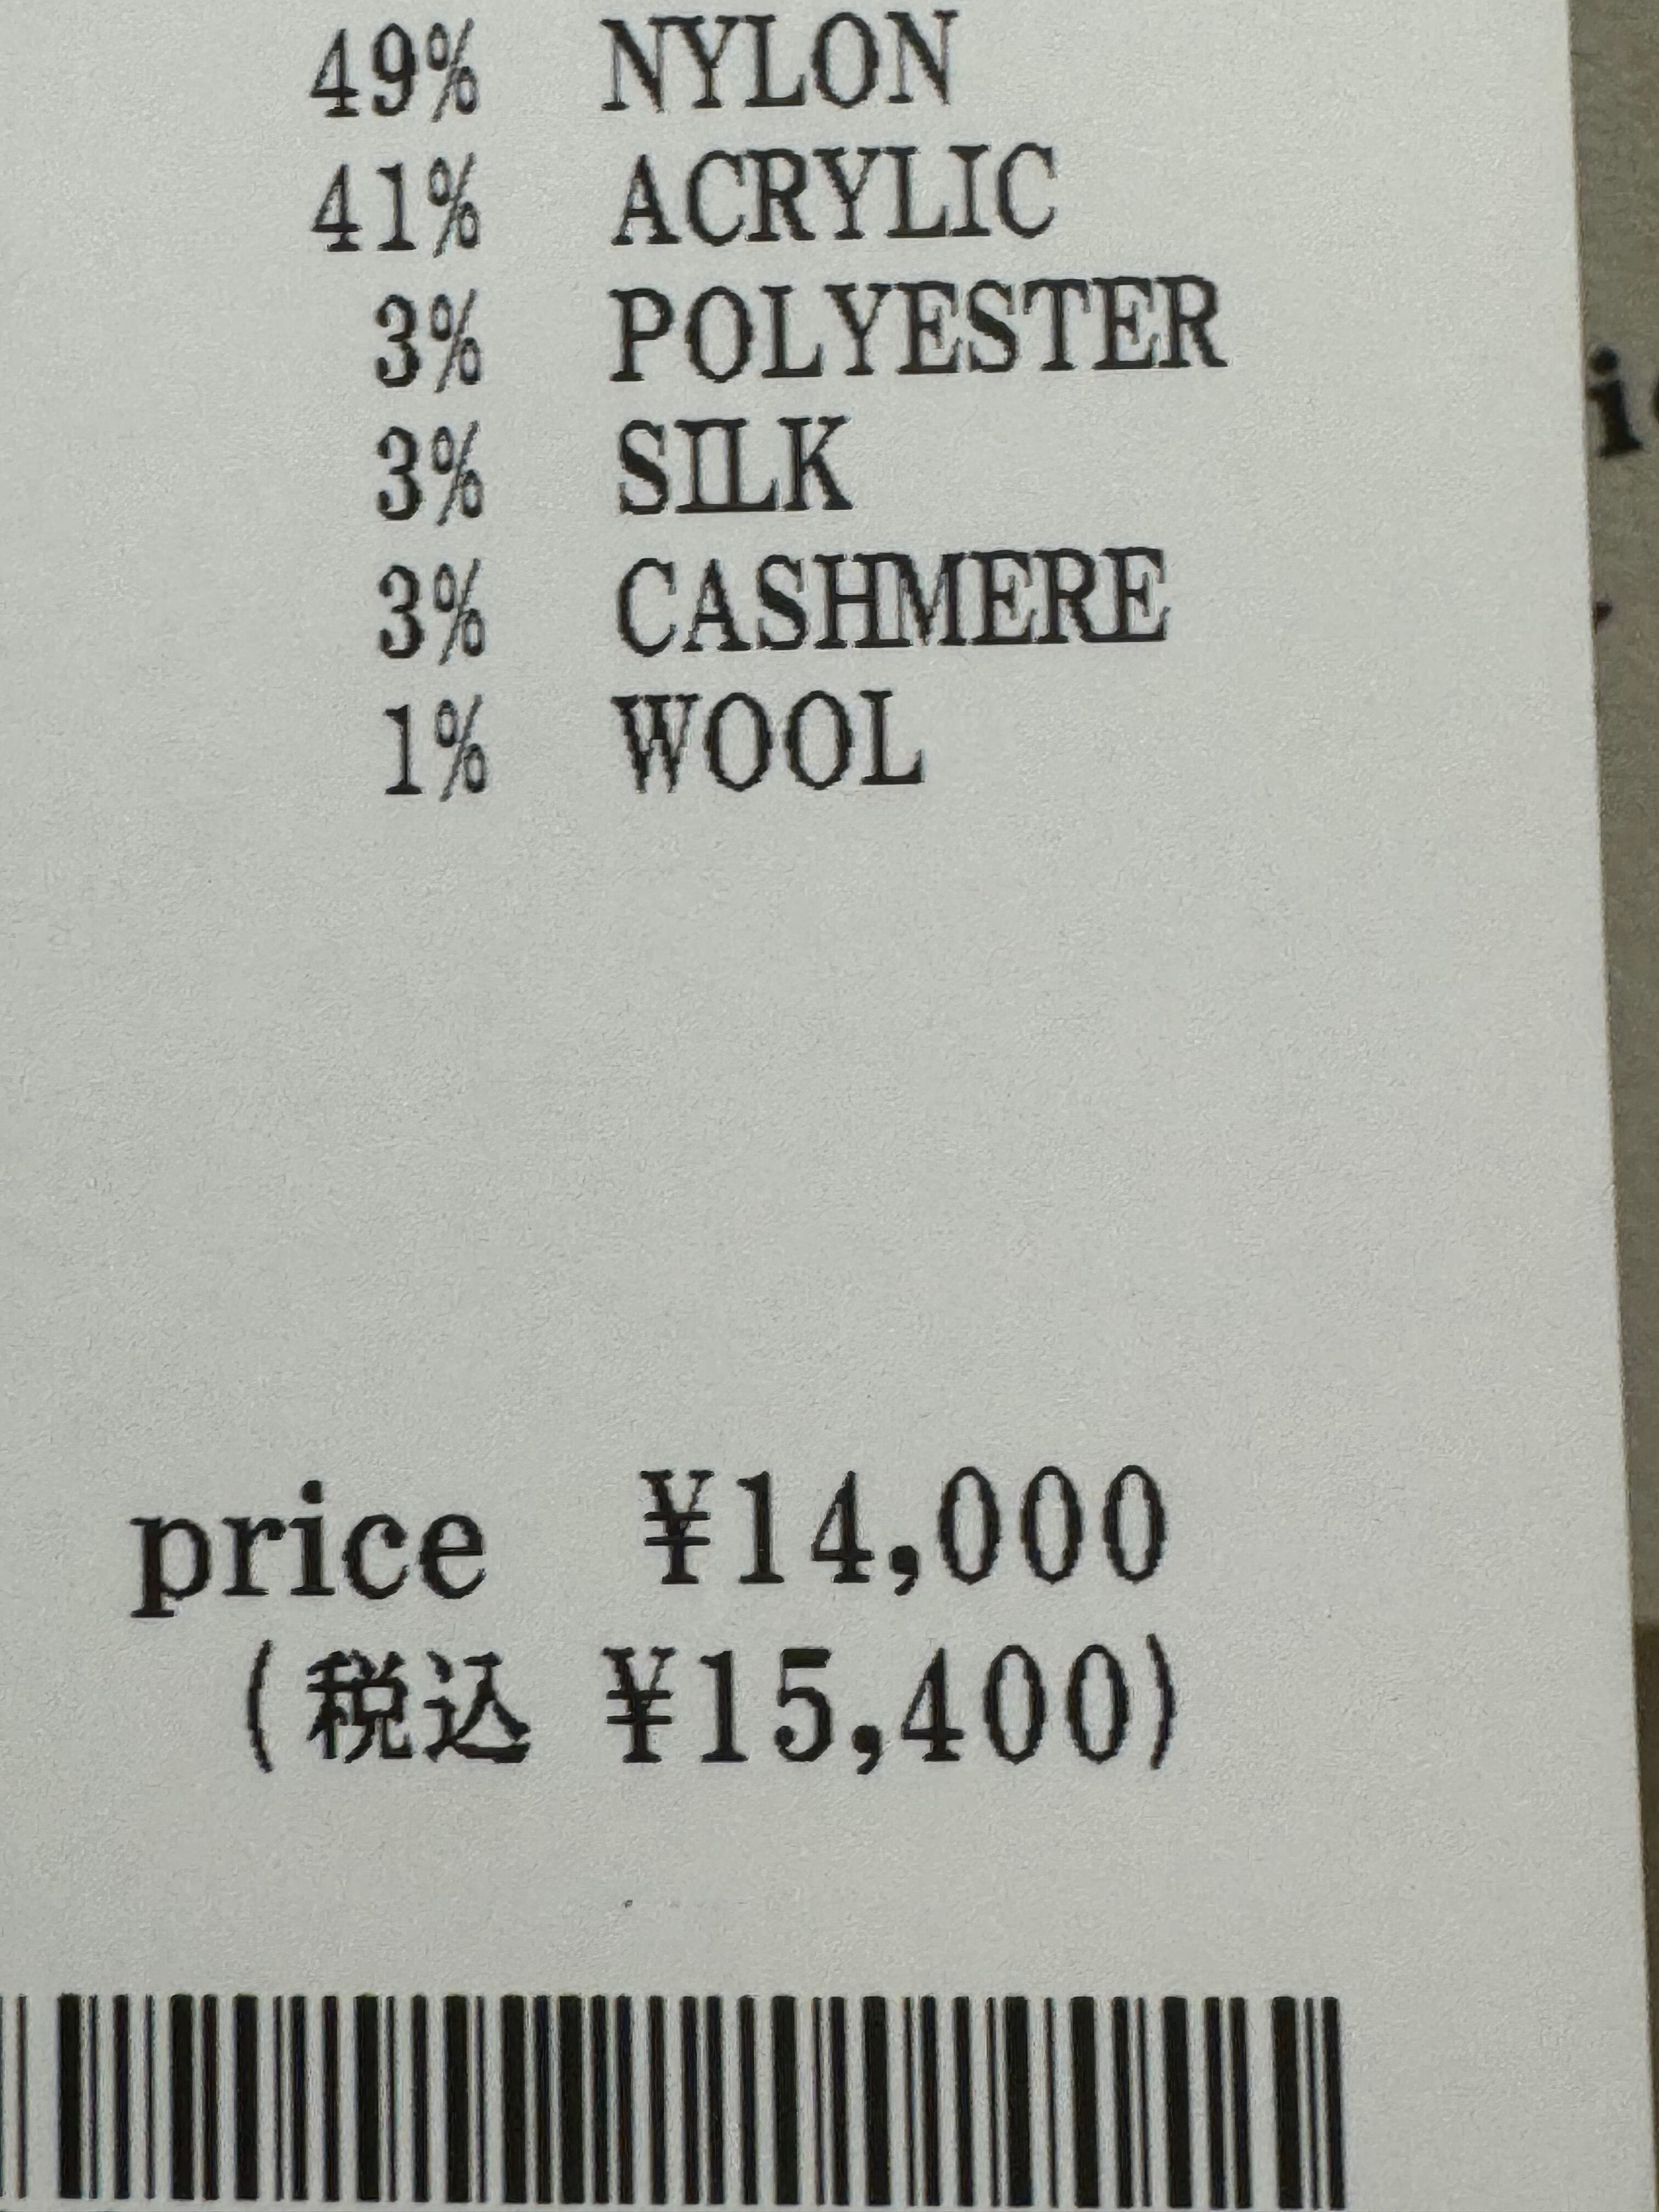 49% NYLON
41% ACRYLIC
3% POLYESTER
3% SILK
3% CASHMERE
1% WOOL
price ¥14,000
(税込 ¥15,400)